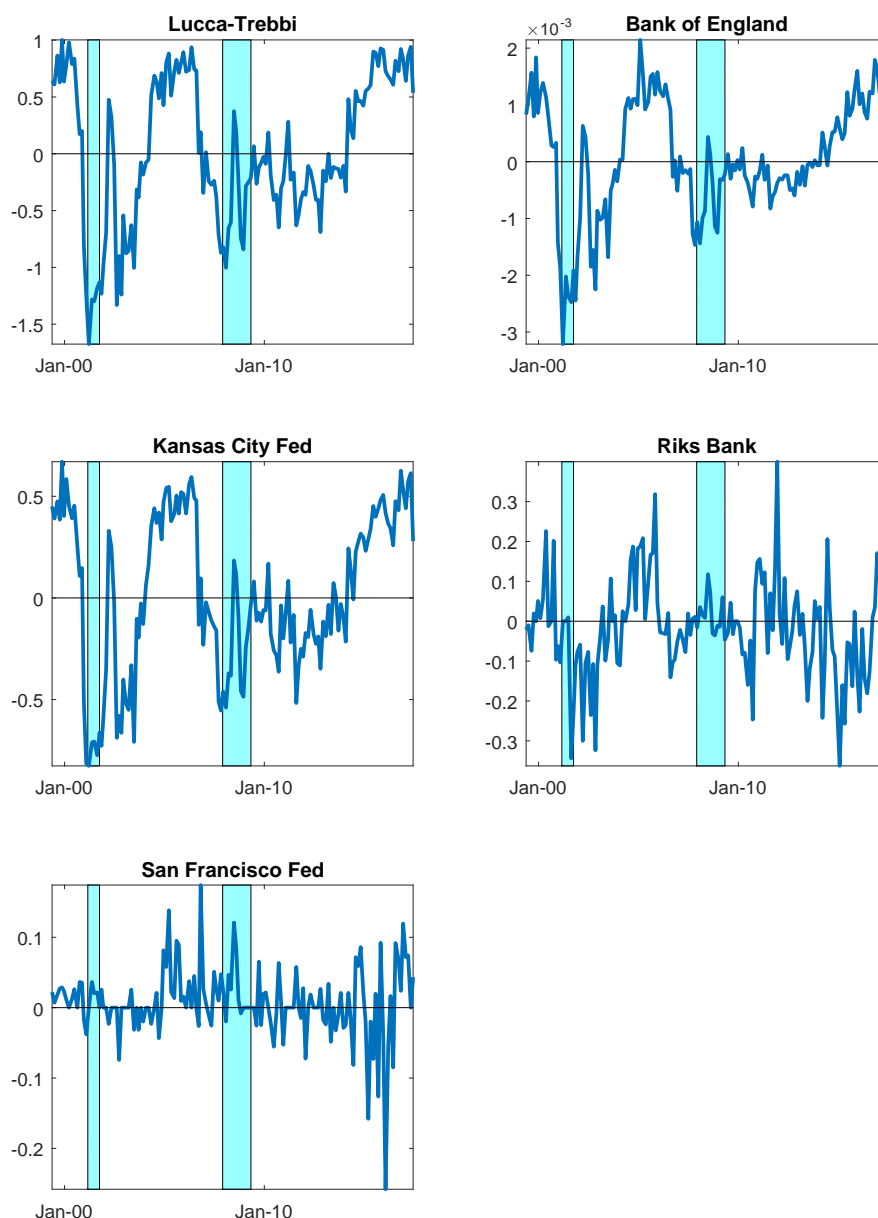 Lucca-Trebbi
1
0.5
0
-0.5
-1
-1.5
Jan-00 Jan-10
Bank of England
×10-3
2
1
0
-1
-2
-3
Jan-00 Jan-10
Kansas City Fed
0.5
0
-0.5
Jan-00 Jan-10
Riks Bank
0.3
0.2
0.1
0
-0.1
-0.2
-0.3
Jan-00 Jan-10
San Francisco Fed
0.1
0
-0.1
-0.2
Jan-00 Jan-10